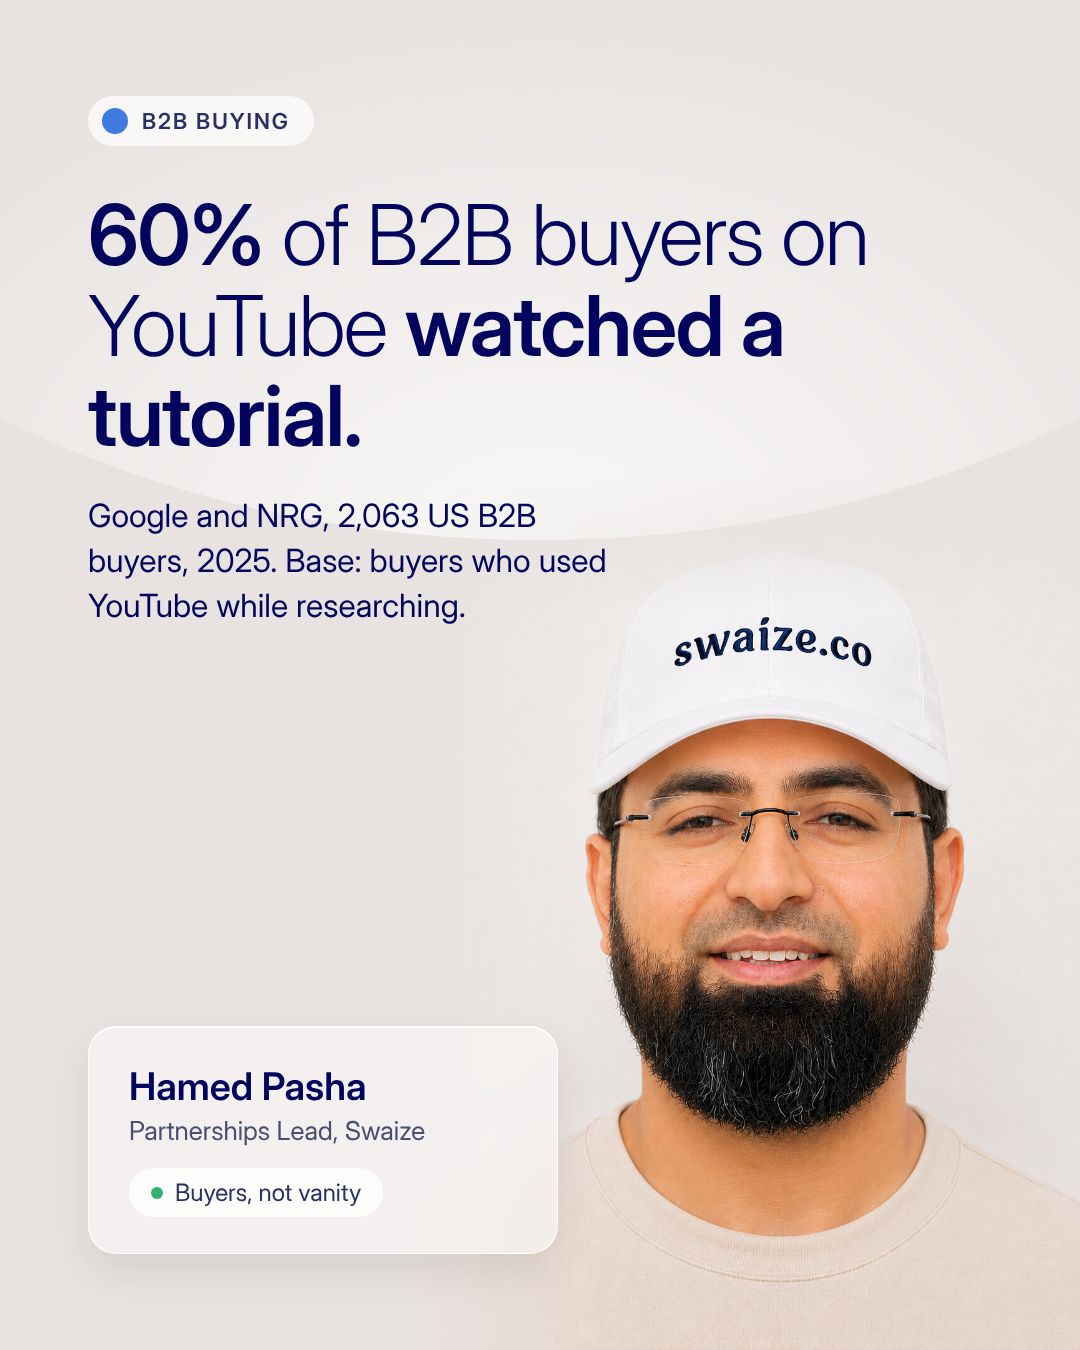 B2B BUYING
60% of B2B buyers on
YouTube watched a
tutorial.
Google and NRG, 2,063 US B2B
buyers, 2025. Base: buyers who used
YouTube while researching.
swaize.co
Hamed Pasha
Partnerships Lead, Swaize
Buyers, not vanity